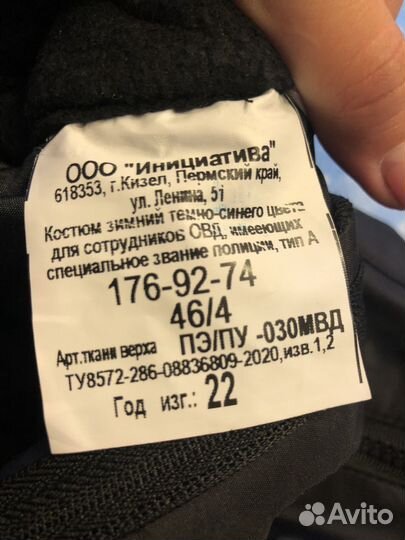 ООО "Инициатива"
618353, г.Кизел, Пермский край,
ул. Ленина, 51
Костюм зимний темно-синего цвета
для сотрудников ОВД, имеющих
специальное звание полиции, тип А
176-92-74
46/4
Арт.ткани верха ПЭ/ПУ -030МВД
ТУ8572-286-08836809-2020,изв.1,2
Год изг.: 22
Avito